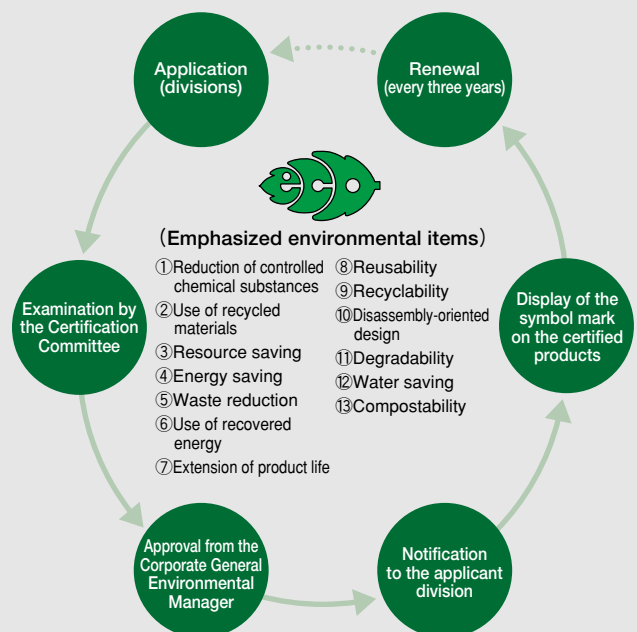 Application
(divisions)
Renewal
(every three years)
eco
(Emphasized environmental items)
①Reduction of controlled
chemical substances
②Use of recycled
materials
③Resource saving
④Energy saving
⑤Waste reduction
⑥Use of recovered
energy
⑦Extension of product life
⑧Reusability
⑨Recyclability
⑩Disassembly-oriented
design
⑪Degradability
⑫Water saving
⑬Compostability
Examination by
the Certification
Committee
Display of the
symbol mark
on the certified
products
Approval from the
Corporate General
Environmental
Manager
Notification
to the applicant
division